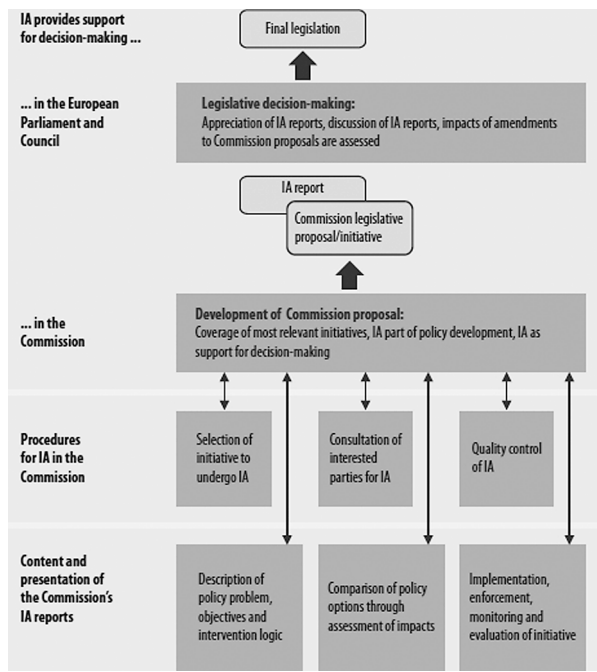 IA provides support
for decision-making ...
Final legislation
... in the European
Parliament and
Council
Legislative decision-making:
Appreciation of IA reports, discussion of IA reports, impacts of amendments
to Commission proposals are assessed
IA report
Commission legislative
proposal/initiative
... in the
Commission
Development of Commission proposal:
Coverage of most relevant initiatives, IA part of policy development, IA as
support for decision-making
Procedures
for IA in the
Commission
Selection of
initiative to
undergo IA
Consultation of
interested
parties for IA
Quality control
of IA
Content and
presentation of
the Commission's
IA reports
Description of
policy problem,
objectives and
intervention logic
Comparison of policy
options through
assessment of impacts
Implementation,
enforcement,
monitoring and
evaluation of initiative